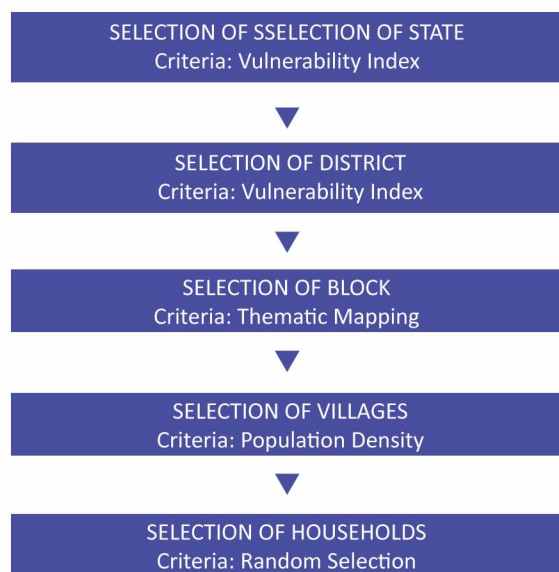 SELECTION OF SSELECTION OF STATE
Criteria: Vulnerability Index
SELECTION OF DISTRICT
Criteria: Vulnerability Index
SELECTION OF BLOCK
Criteria: Thematic Mapping
SELECTION OF VILLAGES
Criteria: Population Density
SELECTION OF HOUSEHOLDS
Criteria: Random Selection